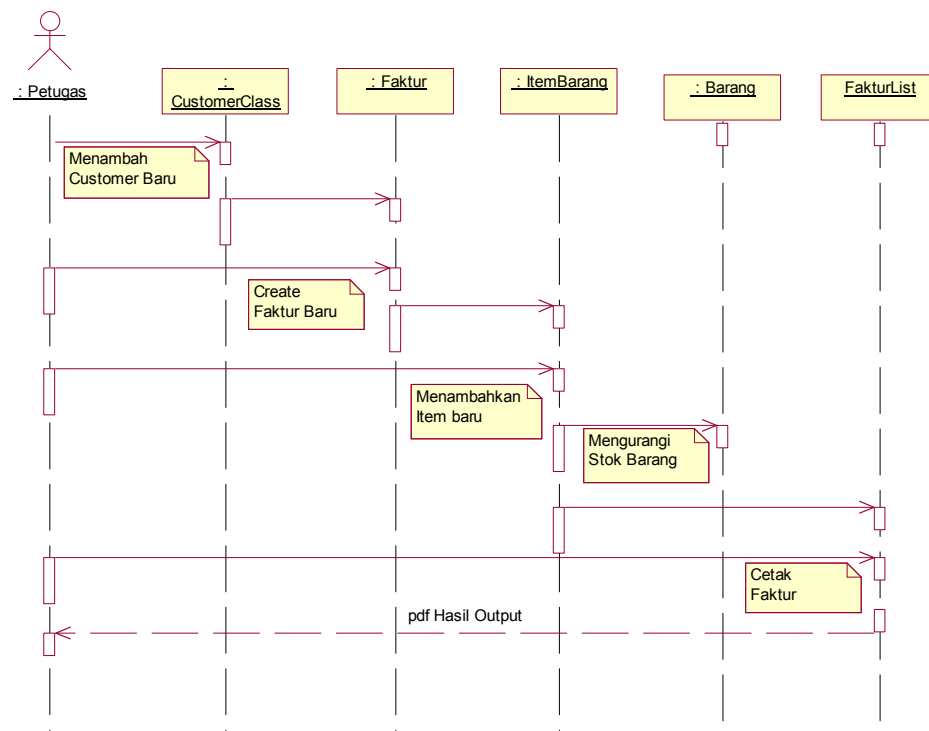 : Petugas
:
CustomerClass
: Faktur
: ItemBarang
: Barang
FakturList
Menambah
Customer Baru
Create
Faktur Baru
Menambahkan
Item baru
Mengurangi
Stok Barang
Cetak
Faktur
pdf Hasil Output